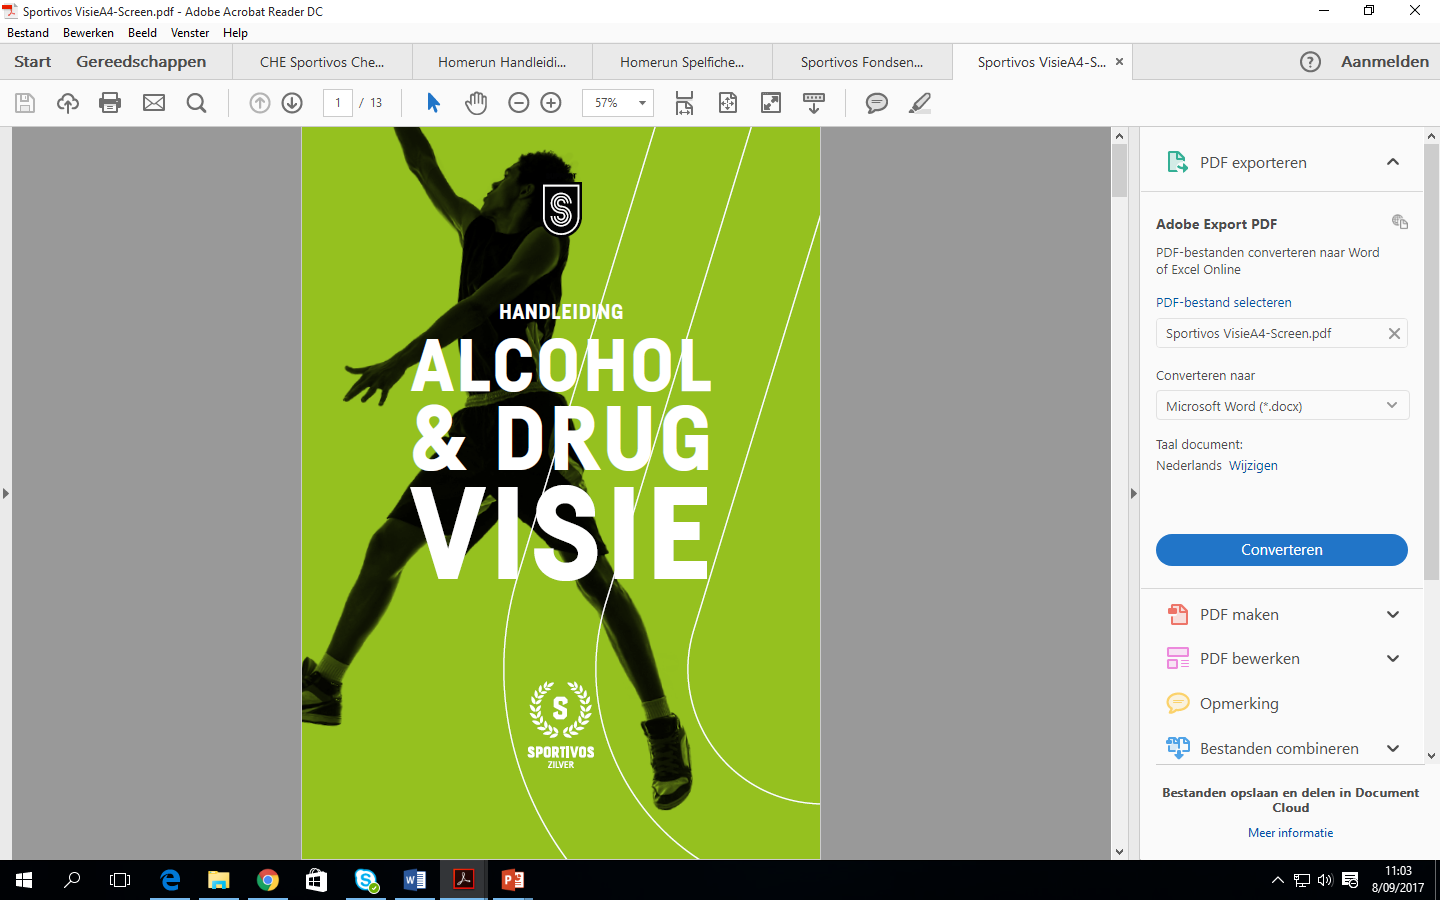 Sportivos VisieA4-Screen.pdf - Adobe Acrobat Reader DC
Bestand Bewerken Beeld Venster Help
Start Gereedschappen CHE Sportivos Che... Homerun Handleidi... Homerun Spelfiche... Sportivos Fondsen... Sportivos VisieA4-S... Aanmelden
1 / 13 57%
S
HANDLEIDING
ALCOHOL
& DRUG
VISIE
S
SPORTIVOS
ZILVER
PDF exporteren
Adobe Export PDF
PDF-bestanden converteren naar Word
of Excel Online
PDF-bestand selecteren
Sportivos VisieA4-Screen.pdf
Converteren naar
Microsoft Word (*.docx)
Taal document:
Nederlands Wijzigen
Converteren
PDF maken
PDF bewerken
Opmerking
Bestanden combineren
Bestanden opslaan en delen in Document
Cloud
Meer informatie
11:03
8/09/2017